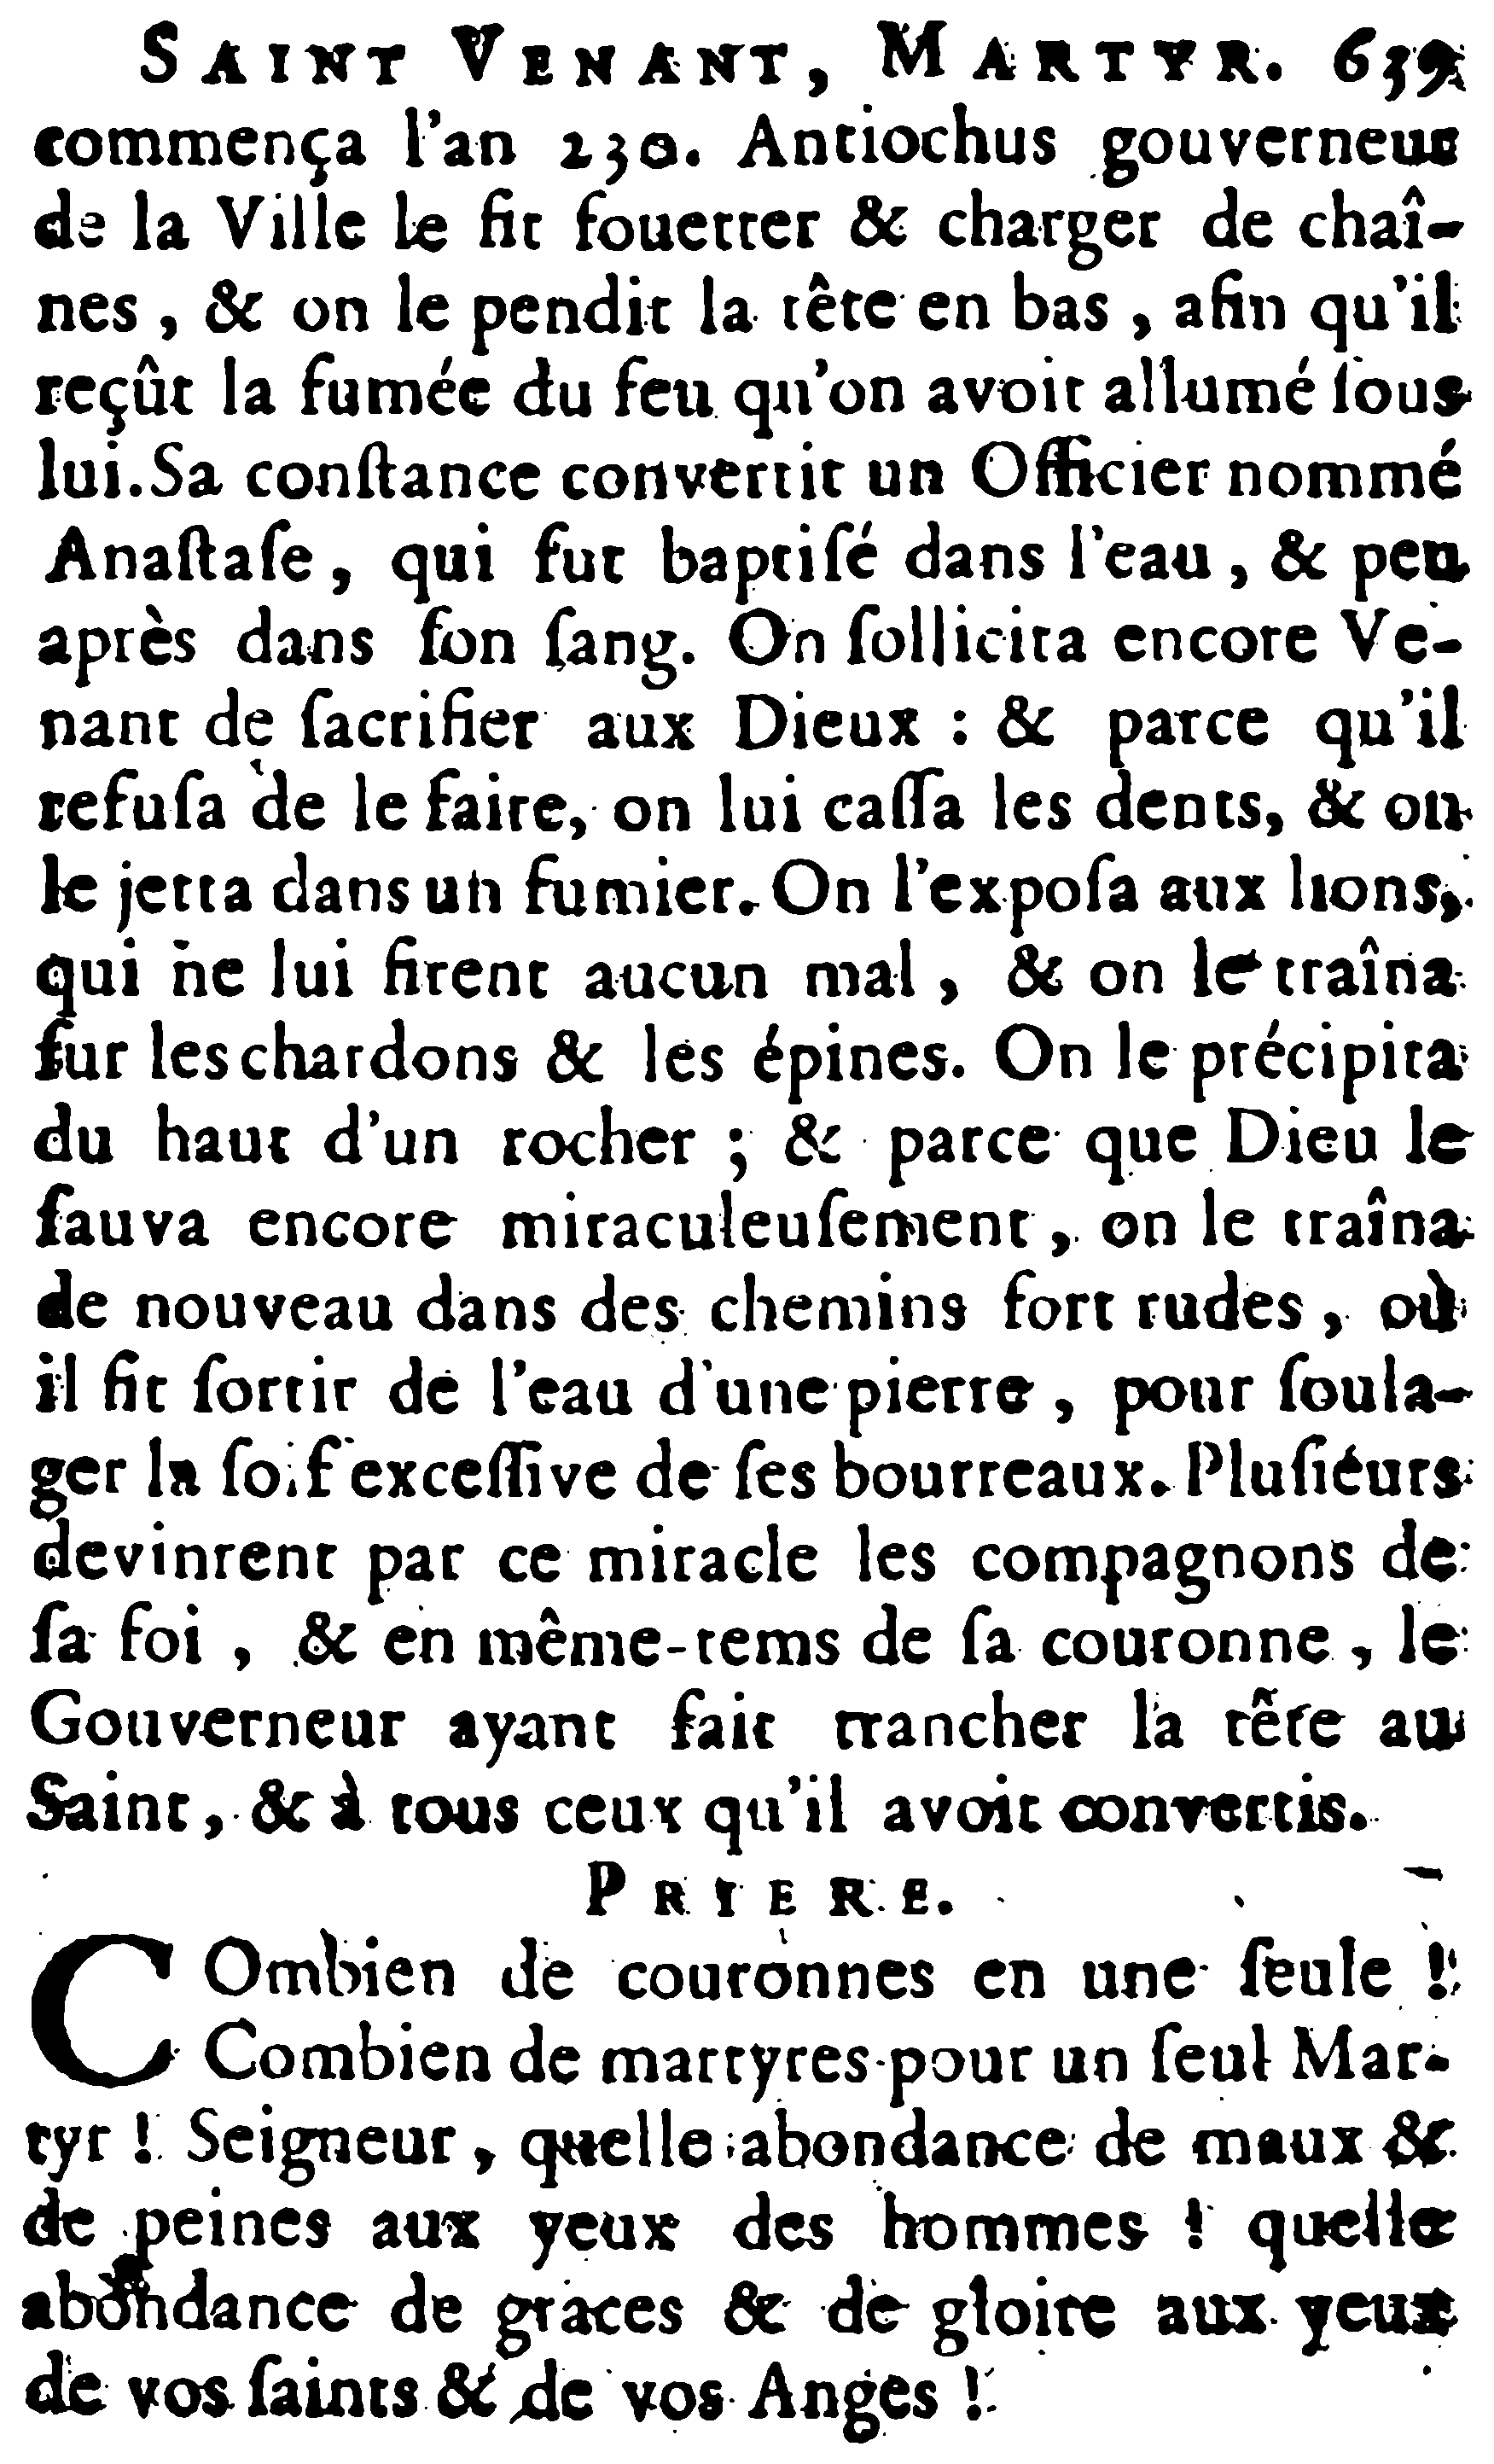 SAINT VENANT, MARTYR. 639
commença l'an 230. Antiochus gouverneur
de la Ville le fit fouetter & charger de chaî-
nes, & on le pendit la tête en bas, afin qu'il
reçût la fumée du feu qu'on avoit allumé ſous
lui. Sa conſtance convertit un Officier nommé
Anaſtaſe, qui fut baptiſé dans l'eau, & peu
après dans ſon ſang. On ſollicita encore Ve-
nant de ſacrifier aux Dieux : & parce qu'il
refuſa de le faire, on lui caſſa les dents, & on
le jetta dans un fumier. On l'expoſa aux lions,
qui ne lui firent aucun mal, & on le traîna
ſur les chardons & les épines. On le précipita
du haut d'un rocher ; & parce que Dieu le
ſauva encore miraculeuſement, on le traîna
de nouveau dans des chemins fort rudes, où
il fit ſortir de l'eau d'une pierre, pour ſoula-
ger la ſoif exceſſive de ſes bourreaux. Pluſieurs
devinrent par ce miracle les compagnons de
ſa foi, & en même-tems de ſa couronne, le
Gouverneur ayant fait trancher la tête au
Saint, & à tous ceux qu'il avoit convertis.
PRIERE.
COmbien de couronnes en une ſeule !
Combien de martyres pour un ſeul Mar-
tyr ! Seigneur, quelle abondance de maux &
de peines aux yeux des hommes ! quelle
abondance de graces & de gloire aux yeux
de vos ſaints & de vos Anges !